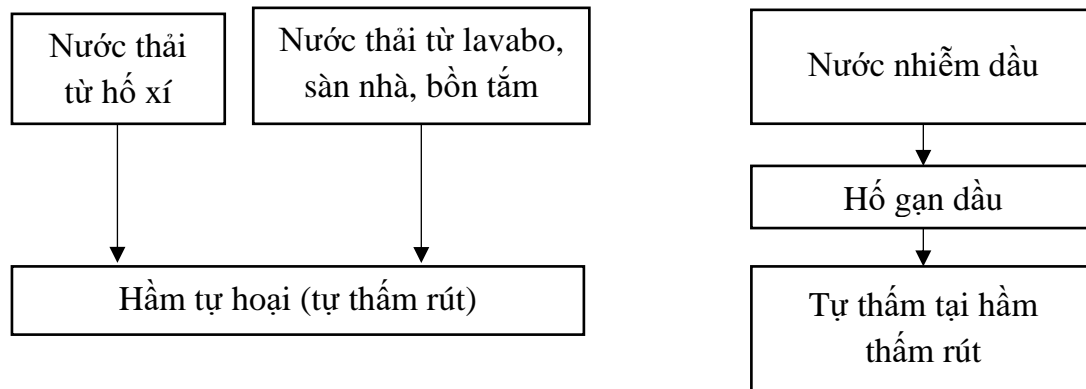 Nước thải
từ hố xí
Nước thải từ lavabo,
sàn nhà, bồn tắm
Hầm tự hoại (tự thấm rút)
Nước nhiễm dầu
Hố gạn dầu
Tự thấm tại hầm
thấm rút